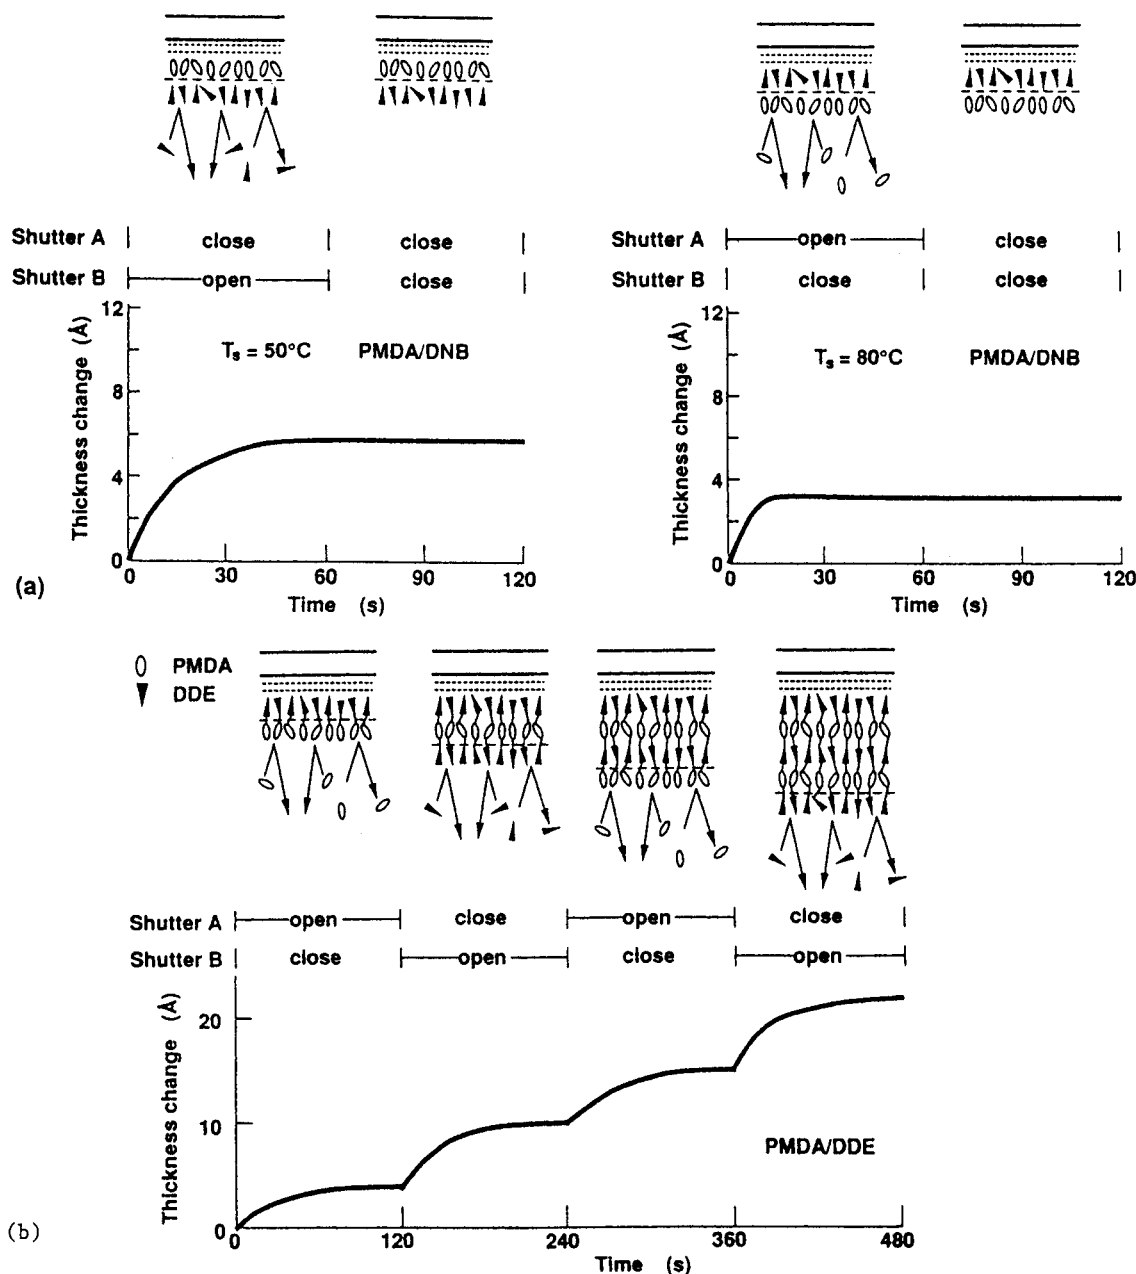 Shutter A close close
Shutter B open close
12
8
4
0
Thickness change (Å)
Ts = 50°C PMDA/DNB
0 30 60 90 120
Time (s)
(a)
Shutter A open close
Shutter B close close
12
8
4
0
Thickness change (Å)
Ts = 80°C PMDA/DNB
0 30 60 90 120
Time (s)
PMDA
DDE
Shutter A open close open close
Shutter B close open close open
20
10
0
Thickness change (Å)
PMDA/DDE
0 120 240 360 480
Time (s)
(b)